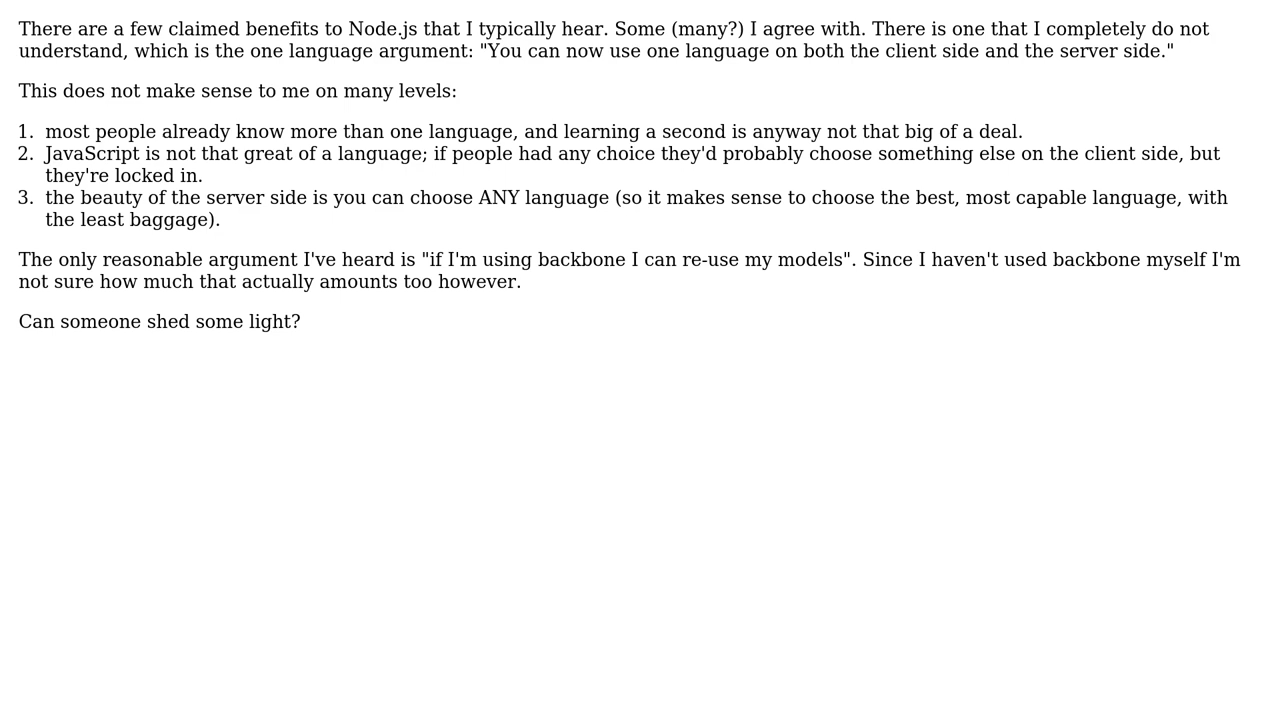 There are a few claimed benefits to Node.js that I typically hear. Some (many?) I agree with. There is one that I completely do not
understand, which is the one language argument: "You can now use one language on both the client side and the server side."
This does not make sense to me on many levels:
1. most people already know more than one language, and learning a second is anyway not that big of a deal.
2. JavaScript is not that great of a language; if people had any choice they'd probably choose something else on the client side, but
they're locked in.
3. the beauty of the server side is you can choose ANY language (so it makes sense to choose the best, most capable language, with
the least baggage).
The only reasonable argument I've heard is "if I'm using backbone I can re-use my models". Since I haven't used backbone myself I'm
not sure how much that actually amounts too however.
Can someone shed some light?